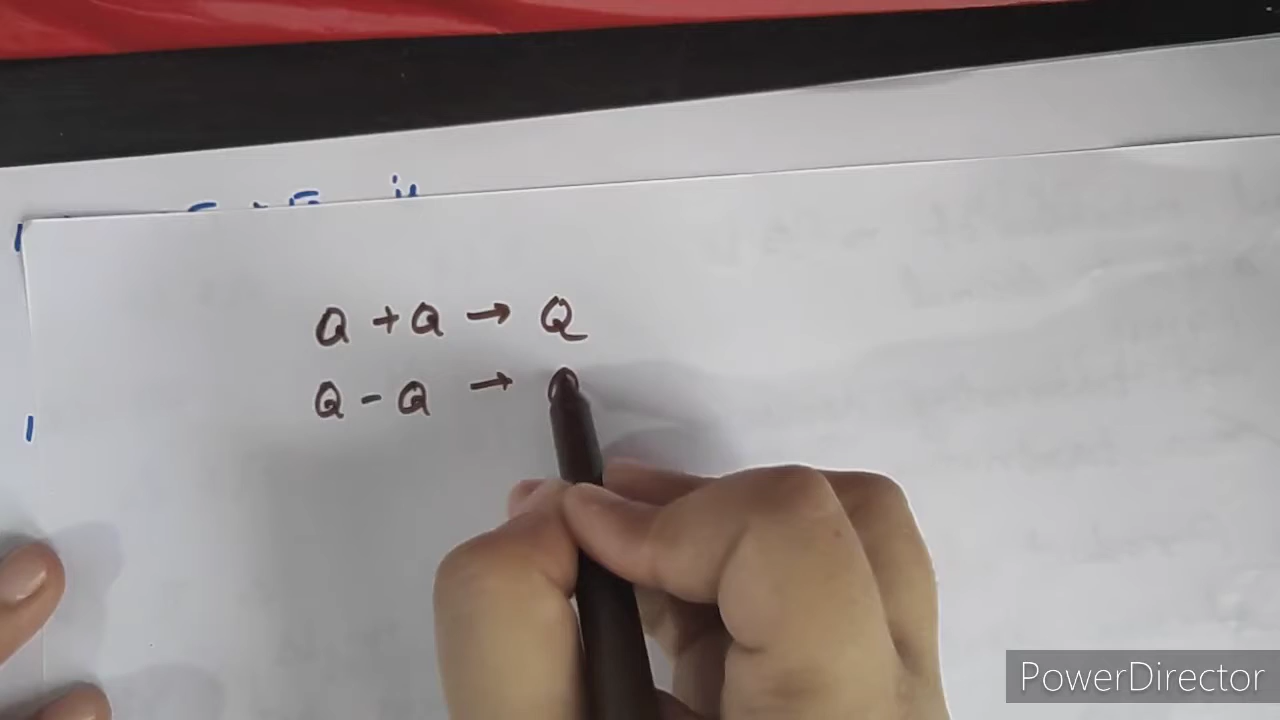 Q + Q → Q
Q - Q →
PowerDirector